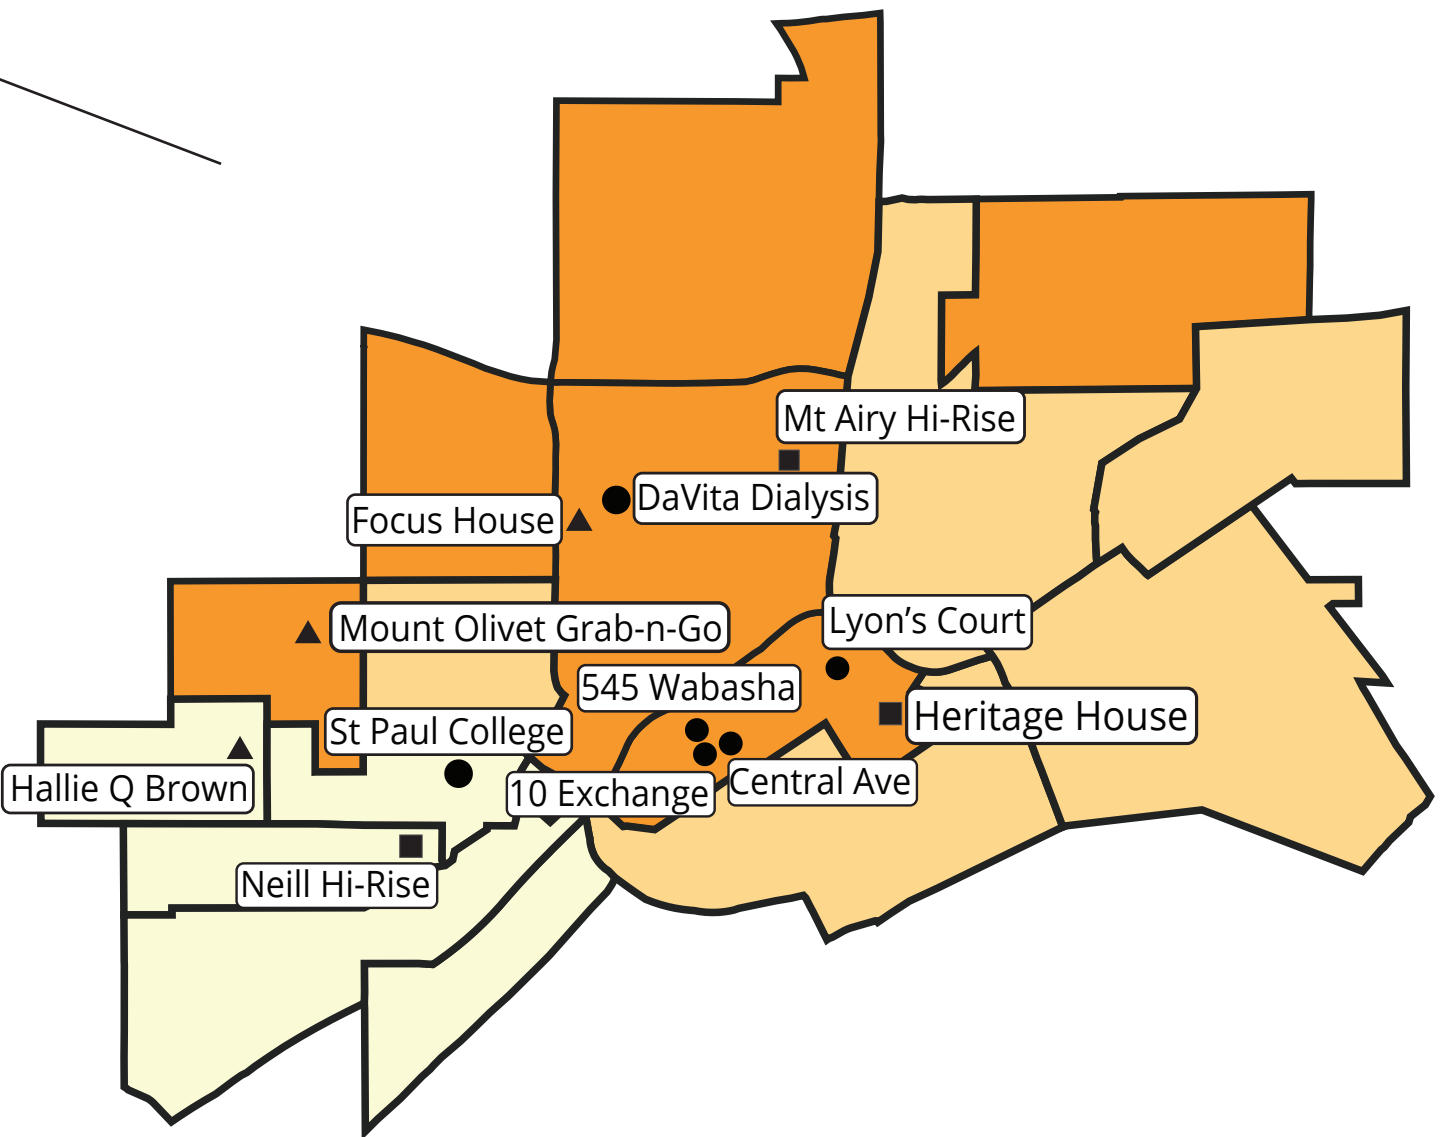 Mt Airy Hi-Rise
DaVita Dialysis
Focus House
Mount Olivet Grab-n-Go
Lyon’s Court
545 Wabasha
Heritage House
St Paul College
Central Ave
10 Exchange
Hallie Q Brown
Neill Hi-Rise